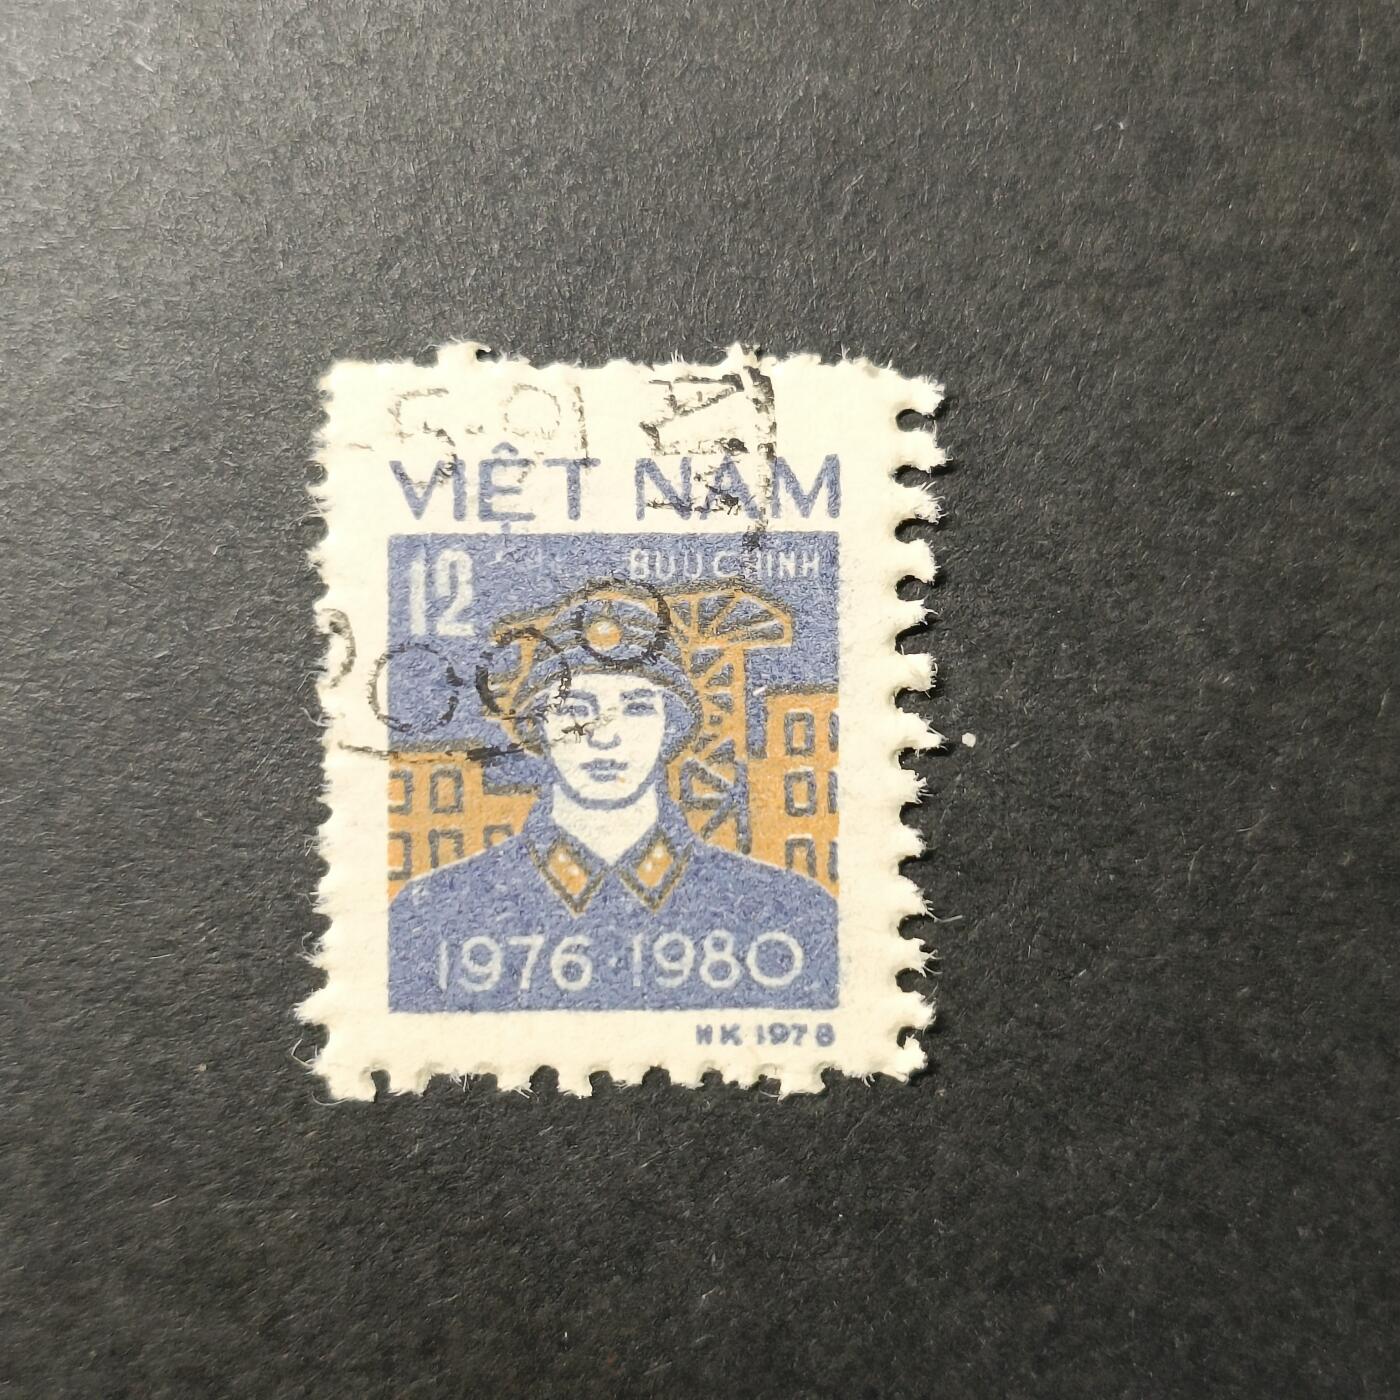 VIỆT NAM
12
BƯU CHÍNH
1976·1980
HK 1978